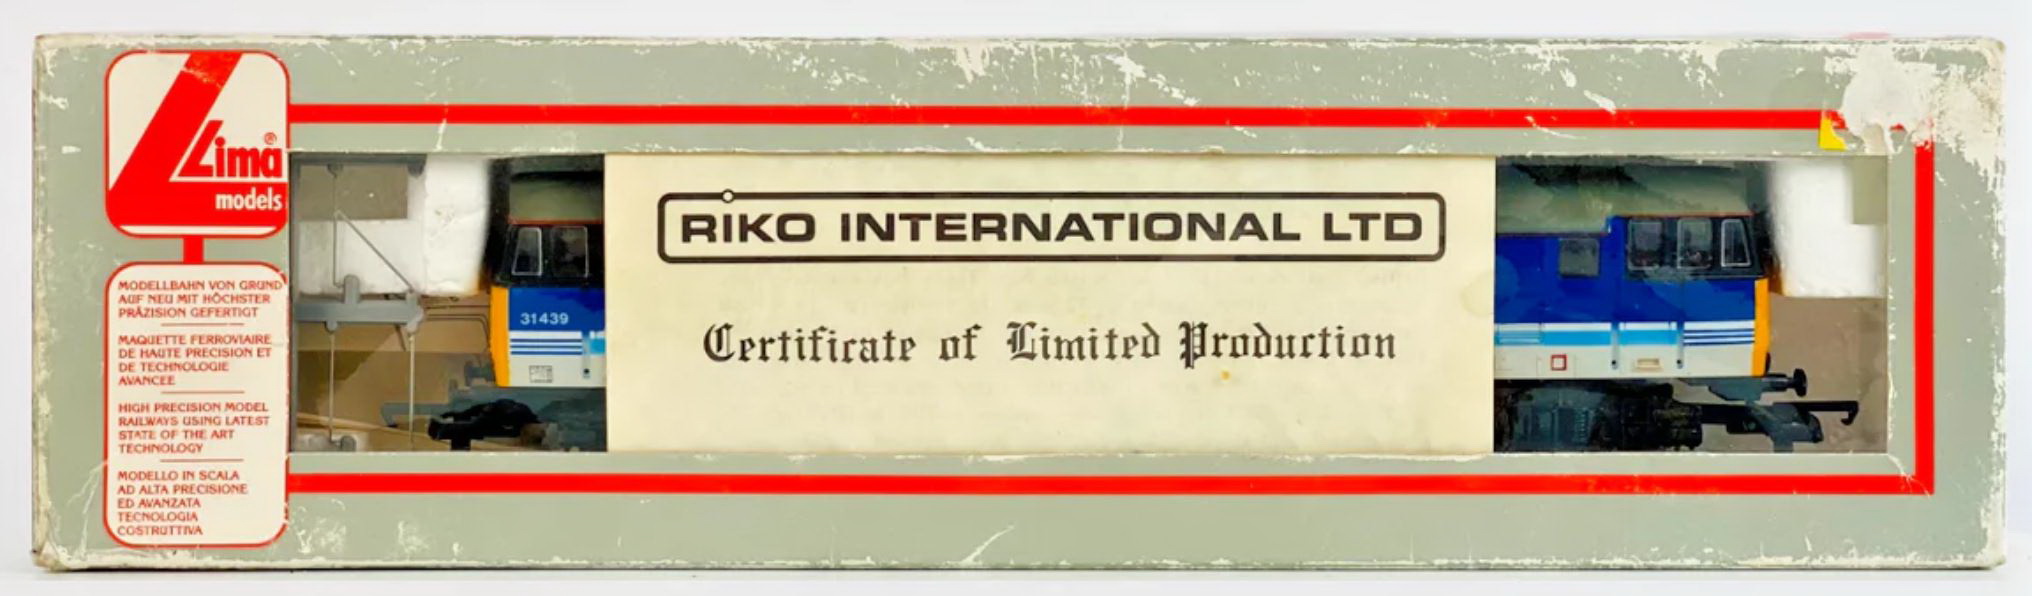 Lima®
models
MODELLBAHN VON GRUND
AUF NEU MIT HÖCHSTER
PRÄZISION GEFERTIGT
MAQUETTE FERROVIAIRE
DE HAUTE PRECISION ET
DE TECHNOLOGIE
AVANCEE
HIGH PRECISION MODEL
RAILWAYS USING LATEST
STATE OF THE ART
TECHNOLOGY
MODELLO IN SCALA
AD ALTA PRECISIONE
ED AVANZATA
TECNOLOGIA
COSTRUTTIVA
31439
RIKO INTERNATIONAL LTD
Certificate of Limited Production